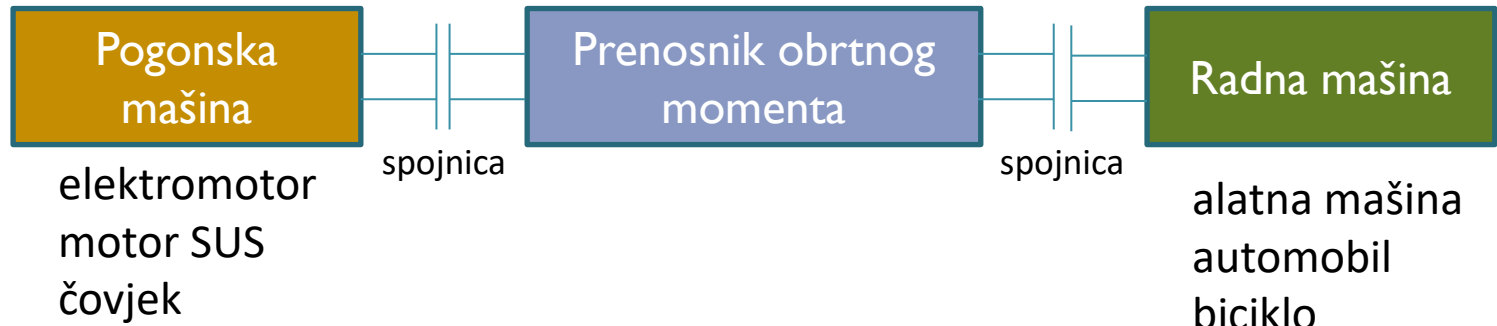 Pogonska
mašina
Prenosnik obrtnog
momenta
Radna mašina
spojnica
spojnica
elektromotor
motor SUS
čovjek
alatna mašina
automobil
biciklo